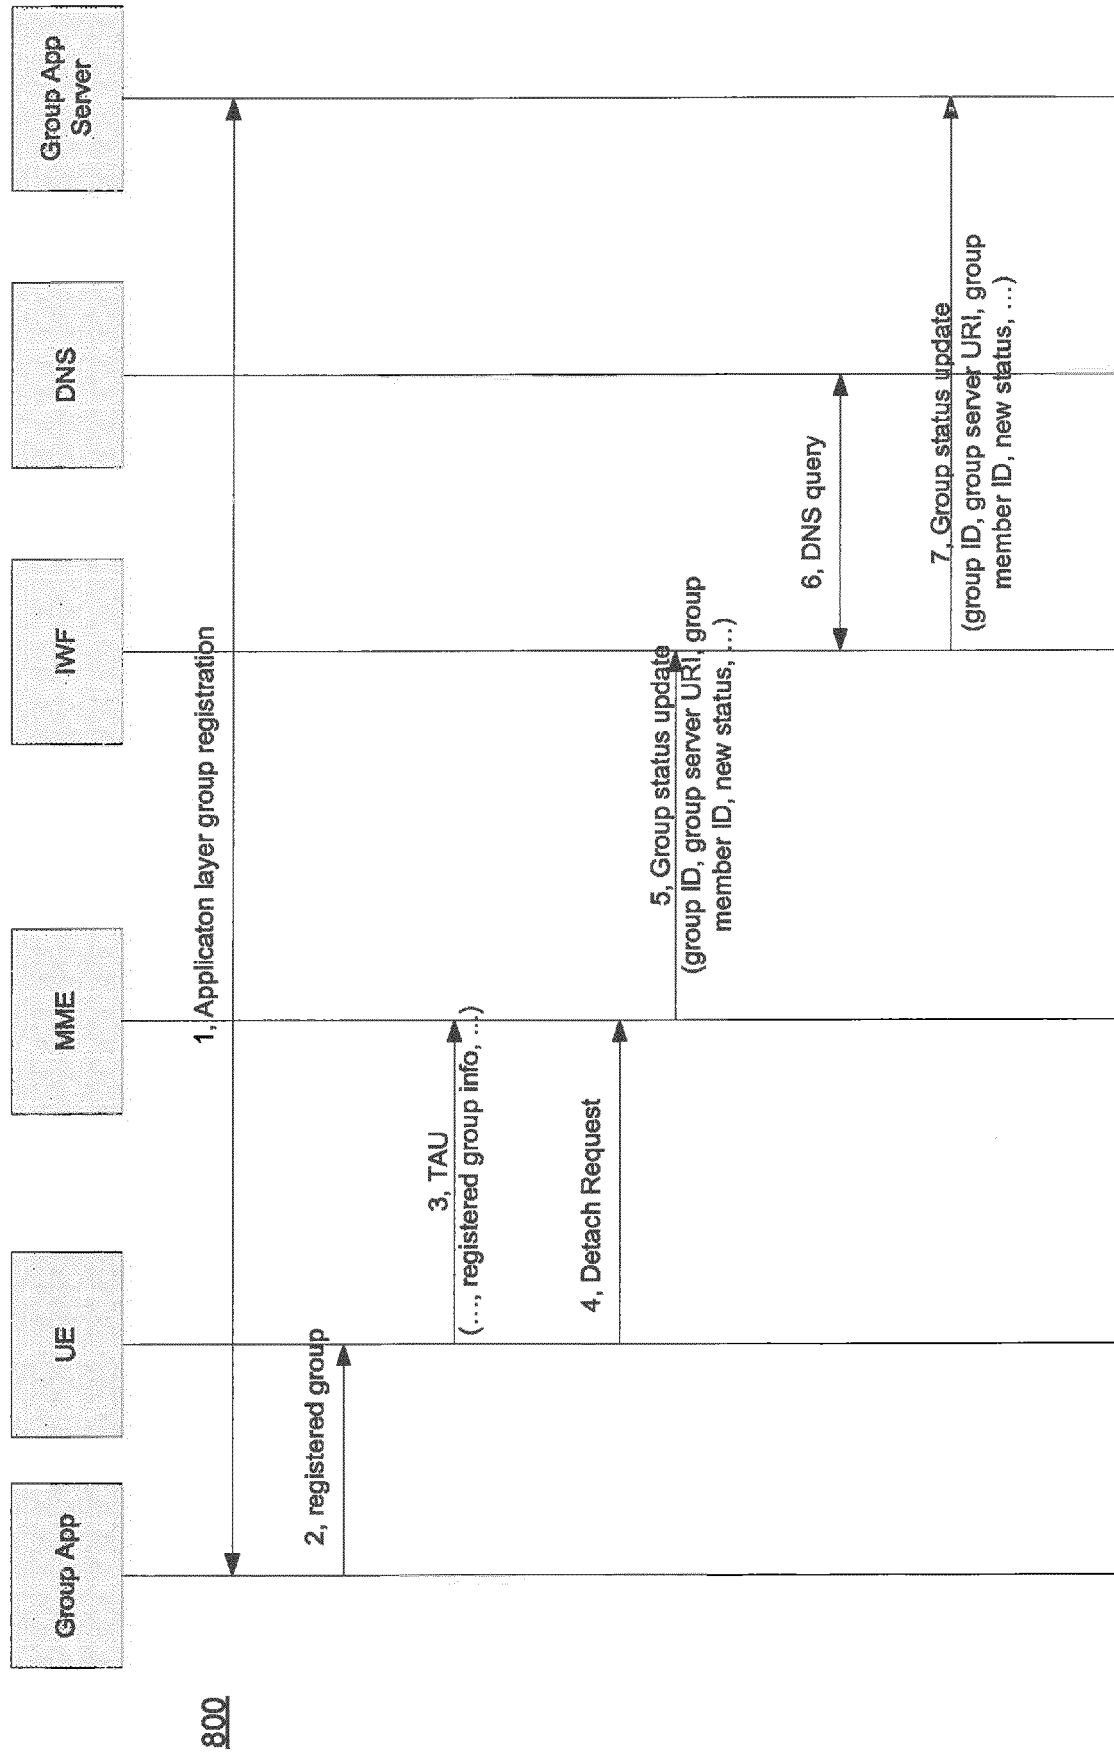 800
Group App
UE
MME
IWF
DNS
Group App
Server
1, Applicaton layer group registration
2, registered group
3, TAU
(..., registered group info, ...)
4, Detach Request
5, Group status update
(group ID, group server URI, group
member ID, new status, ...)
6, DNS query
7, Group status update
(group ID, group server URI, group
member ID, new status, ...)